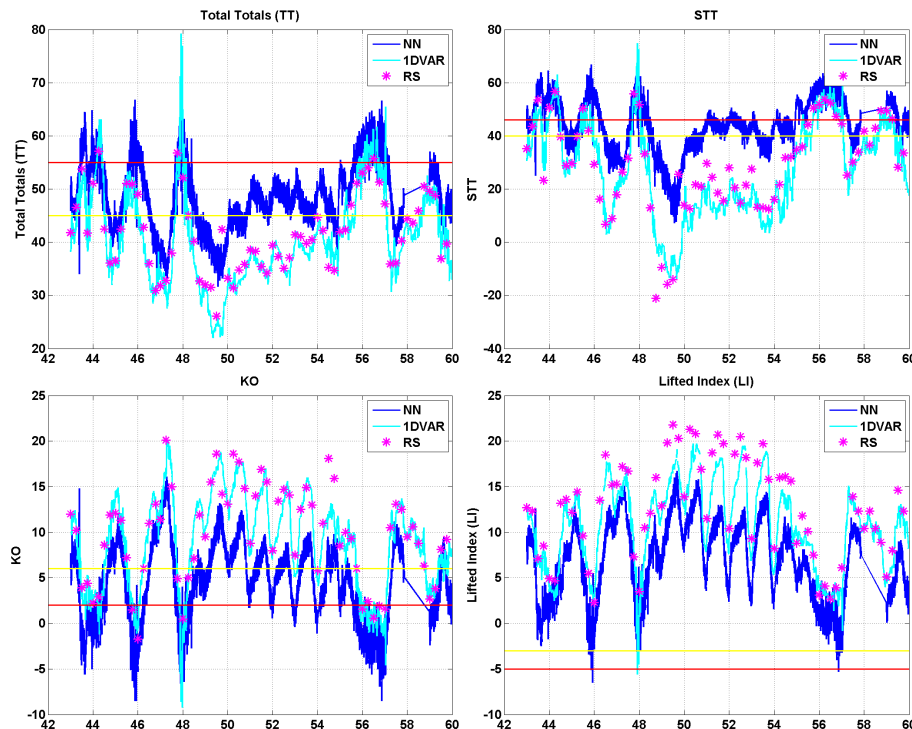 Total Totals (TT)
80
70
60
50
40
30
20
Total Totals (TT)
NN
1DVAR
RS
42 44 46 48 50 52 54 56 58 60
STT
80
60
40
20
0
-20
-40
STT
NN
1DVAR
RS
42 44 46 48 50 52 54 56 58 60
KO
25
20
15
10
5
0
-5
-10
KO
NN
1DVAR
RS
42 44 46 48 50 52 54 56 58 60
Lifted Index (LI)
25
20
15
10
5
0
-5
-10
Lifted Index (LI)
NN
1DVAR
RS
42 44 46 48 50 52 54 56 58 60